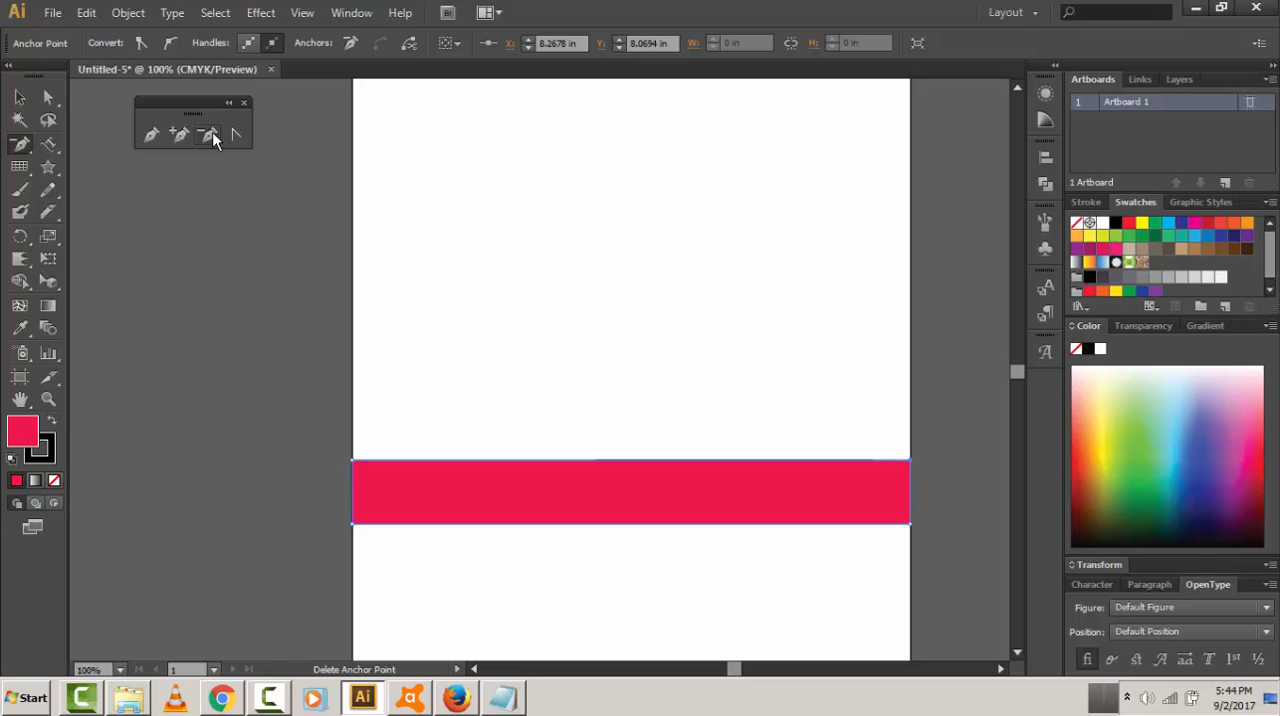 Ai File Edit Object Type Select Effect View Window Help Br Layout
Anchor Point Convert: Handles: Anchors: X: 8.2678 in Y: 8.0694 in W: 0 in H: 0 in
Untitled-5* @ 100% (CMYK/Preview)
Artboards Links Layers
1 Artboard 1
1 Artboard
Stroke Swatches Graphic Styles
Color Transparency Gradient
Transform
Character Paragraph OpenType
Figure: Default Figure
Position: Default Position
100% 1 Delete Anchor Point
Start Ai 5:44 PM
9/2/2017